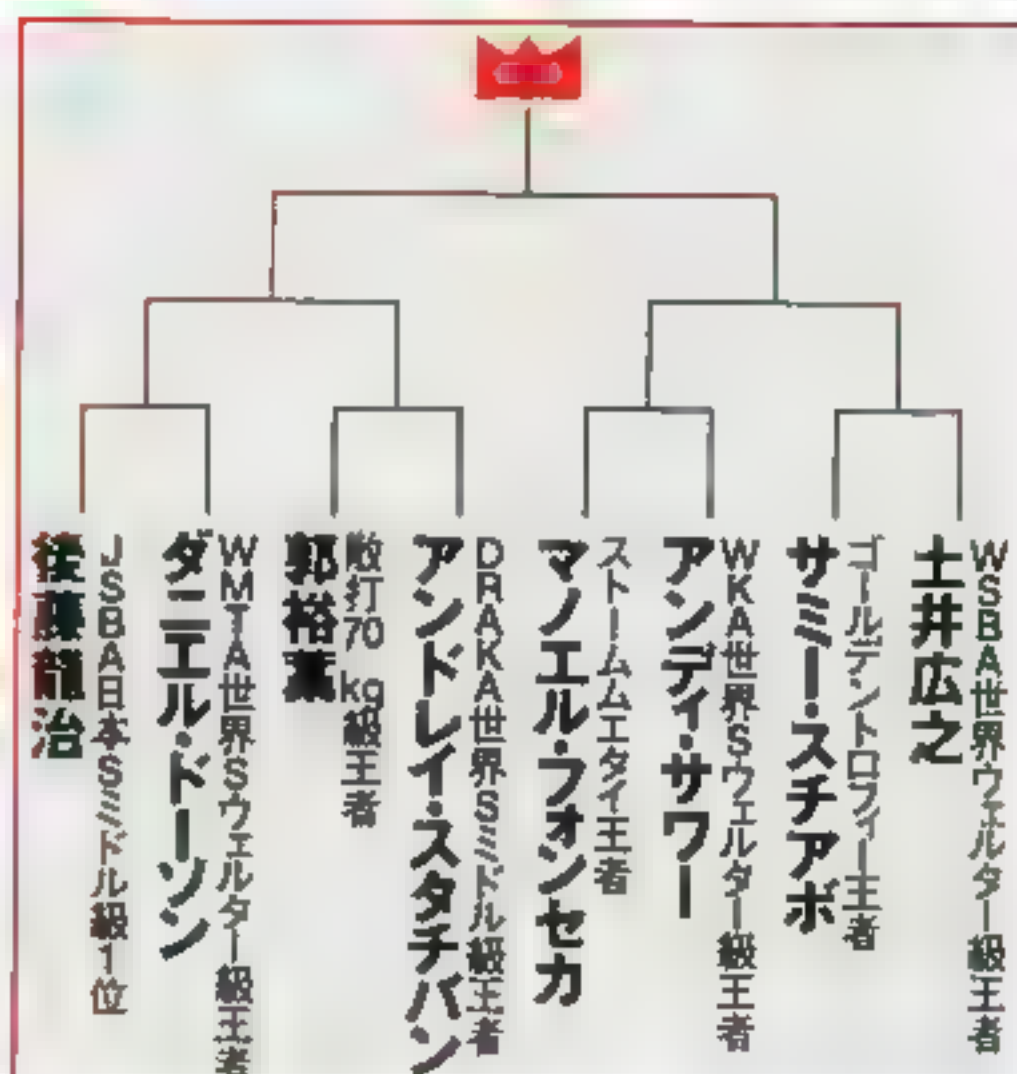 WSBA世界ウェルター級王者
土井広之
ゴールデントロフィー王者
サミー・スチアボ
WKA世界Sウェルター級王者
アンディ・サワー
ストームムエタイ王者
マノエル・フォンセカ
DRAKA世界Sミドル級王者
アンドレイ・スタチバン
散打70 kg級王者
郭裕蒿
WMTA世界Sウェルター級王者
ダニエル・ドーソン
JSBA日本Sミドル級1位
後藤龍治